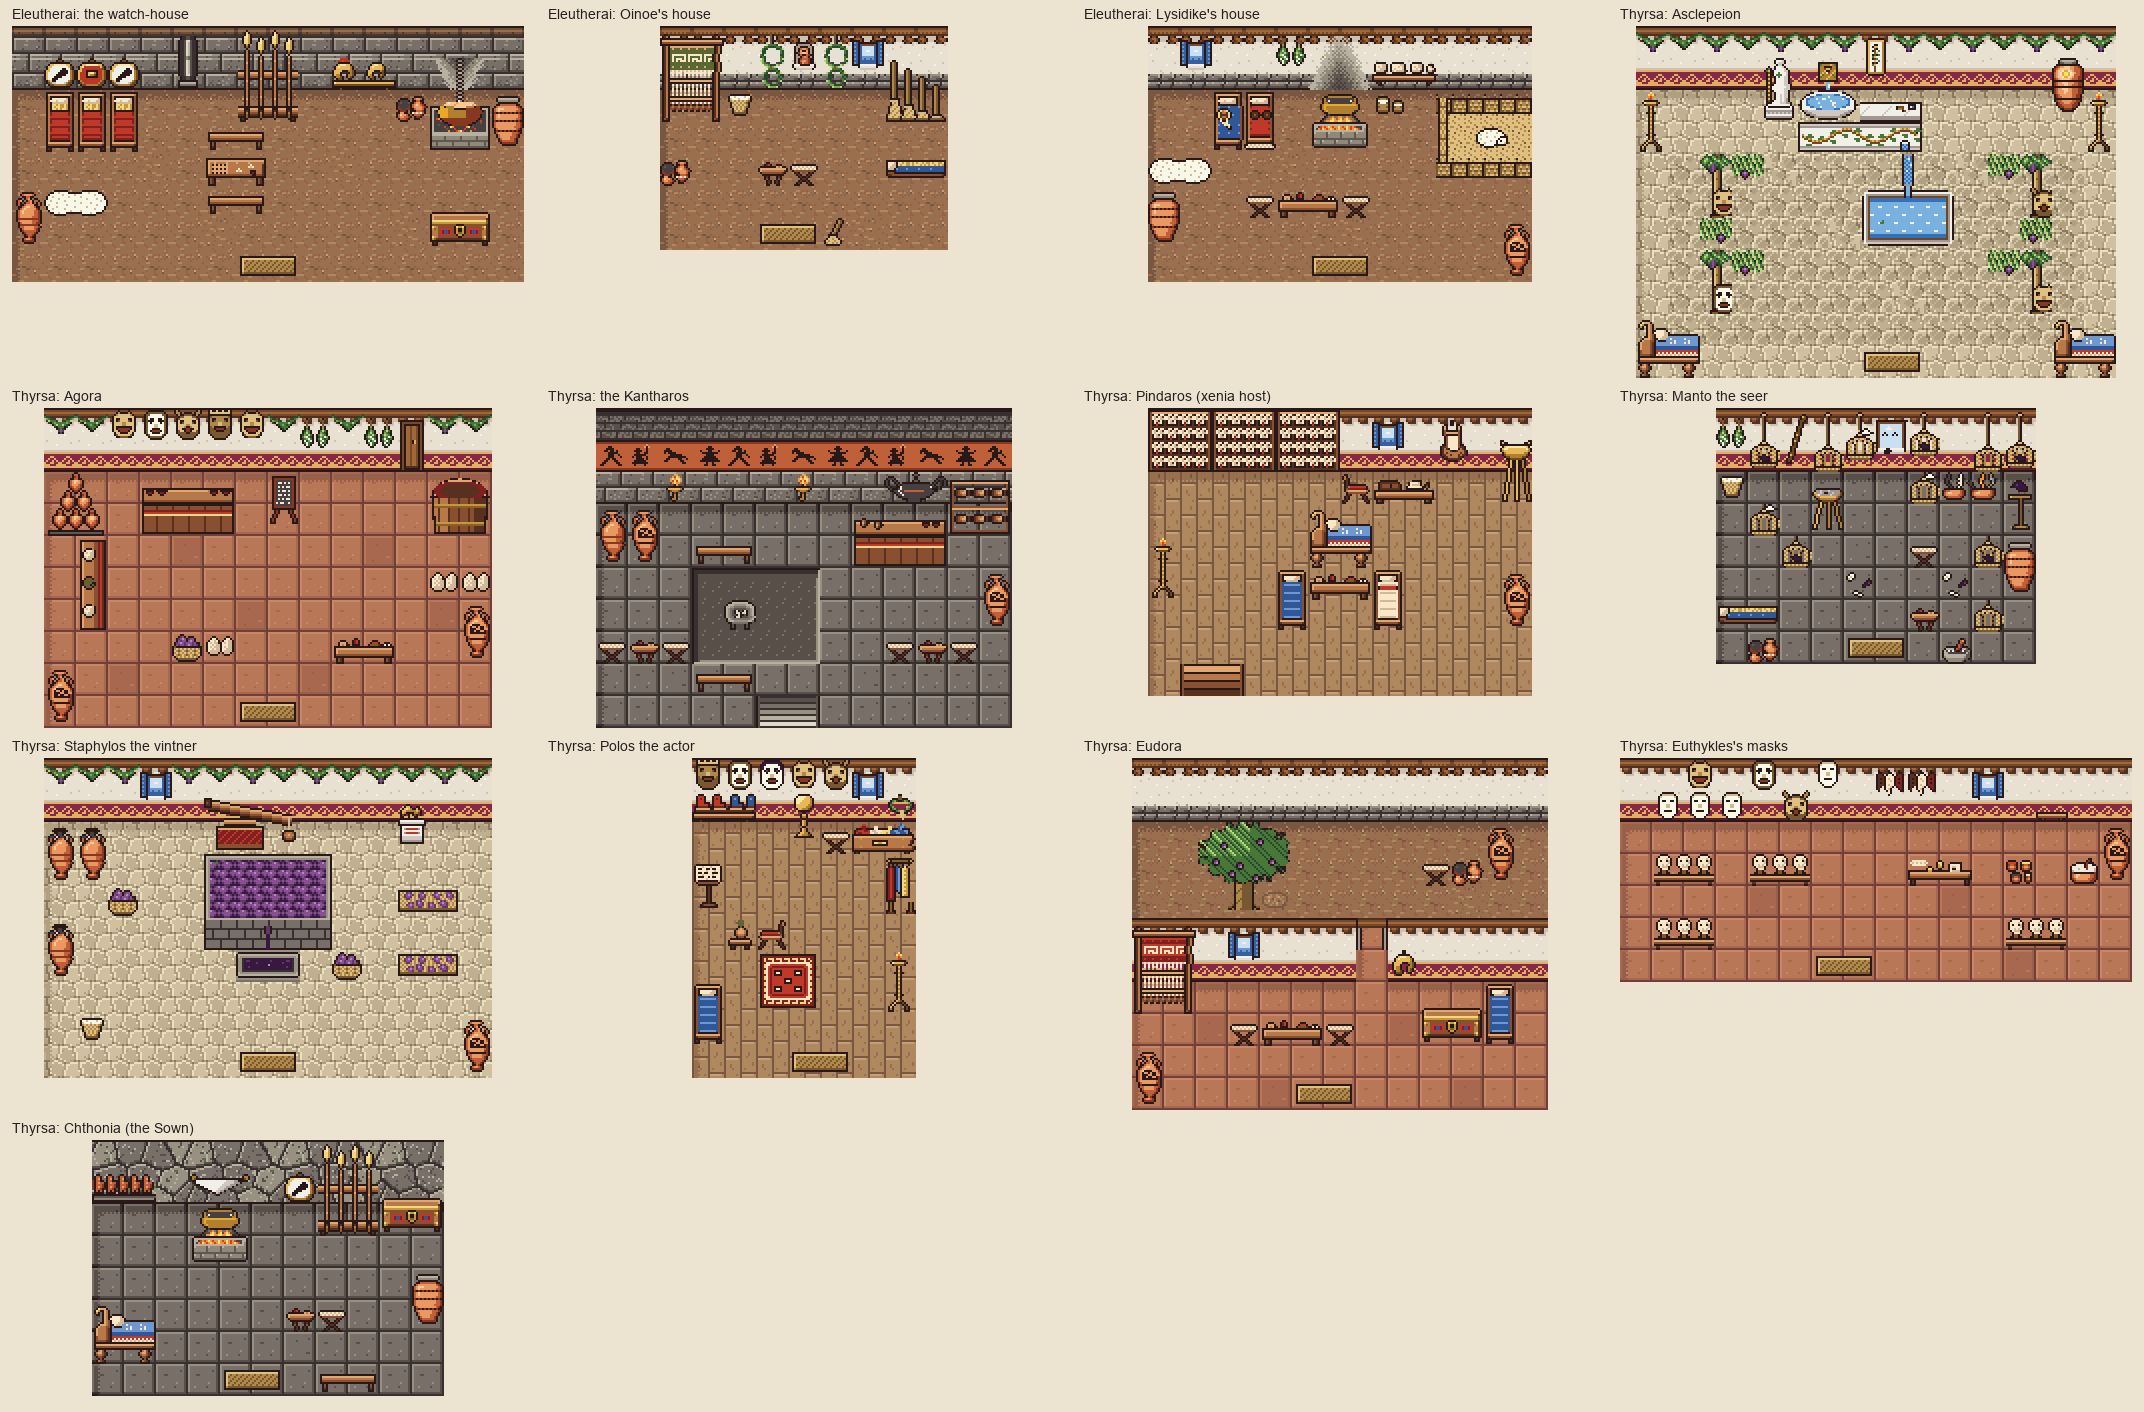 Eleutherai: the watch-house
Eleutherai: Oinoe's house
Eleutherai: Lysidike's house
Thyrsa: Asclepeion
Thyrsa: Agora
Thyrsa: the Kantharos
Thyrsa: Pindaros (xenia host)
Thyrsa: Manto the seer
Thyrsa: Staphylos the vintner
Thyrsa: Polos the actor
Thyrsa: Eudora
Thyrsa: Euthykles's masks
Thyrsa: Chthonia (the Sown)